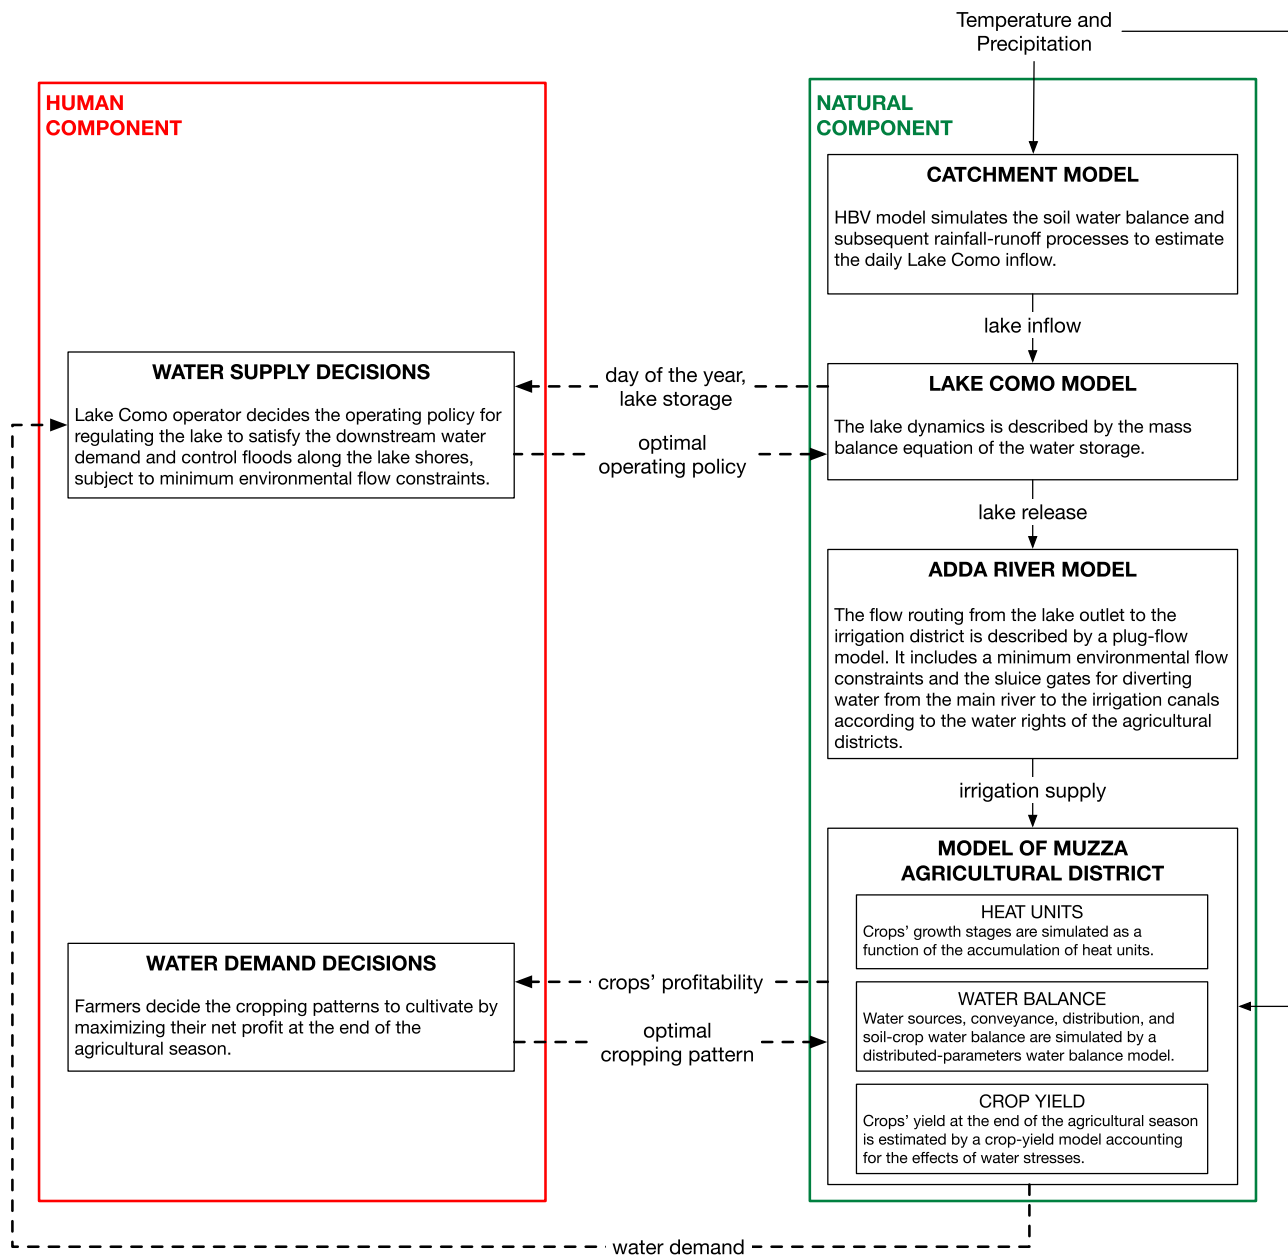 Temperature and
Precipitation
HUMAN
COMPONENT
NATURAL
COMPONENT
CATCHMENT MODEL
HBV model simulates the soil water balance and
subsequent rainfall-runoff processes to estimate
the daily Lake Como inflow.
lake inflow
WATER SUPPLY DECISIONS
Lake Como operator decides the operating policy for
regulating the lake to satisfy the downstream water
demand and control floods along the lake shores,
subject to minimum environmental flow constraints.
day of the year,
lake storage
optimal
operating policy
LAKE COMO MODEL
The lake dynamics is described by the mass
balance equation of the water storage.
lake release
ADDA RIVER MODEL
The flow routing from the lake outlet to the
irrigation district is described by a plug-flow
model. It includes a minimum environmental flow
constraints and the sluice gates for diverting
water from the main river to the irrigation canals
according to the water rights of the agricultural
districts.
irrigation supply
MODEL OF MUZZA
AGRICULTURAL DISTRICT
HEAT UNITS
Crops' growth stages are simulated as a
function of the accumulation of heat units.
WATER DEMAND DECISIONS
Farmers decide the cropping patterns to cultivate by
maximizing their net profit at the end of the
agricultural season.
crops' profitability
optimal
cropping pattern
WATER BALANCE
Water sources, conveyance, distribution, and
soil-crop water balance are simulated by a
distributed-parameters water balance model.
CROP YIELD
Crops' yield at the end of the agricultural season
is estimated by a crop-yield model accounting
for the effects of water stresses.
water demand